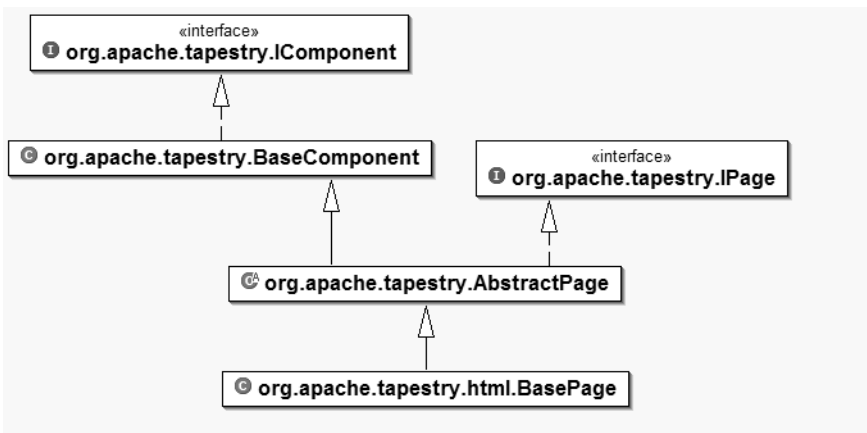 «interface»
I org.apache.tapestry.IComponent
C org.apache.tapestry.BaseComponent
«interface»
I org.apache.tapestry.IPage
C A org.apache.tapestry.AbstractPage
C org.apache.tapestry.html.BasePage